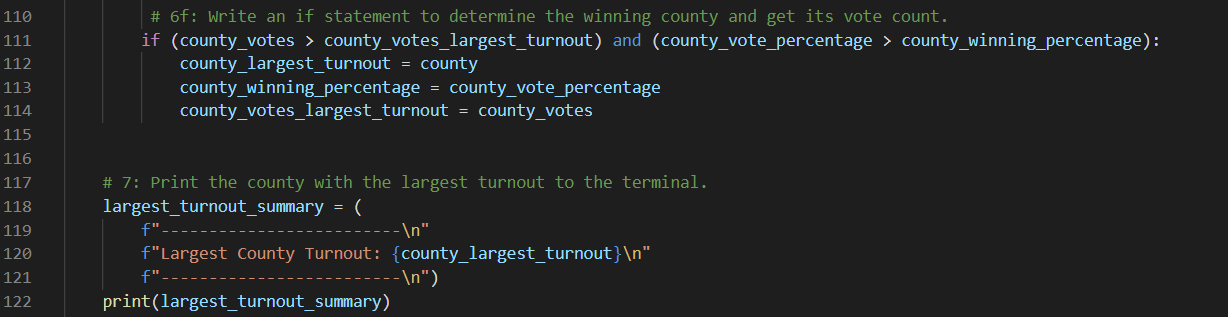 110 # 6f: Write an if statement to determine the winning county and get its vote count.
111 if (county_votes > county_votes_largest_turnout) and (county_vote_percentage > county_winning_percentage):
112 county_largest_turnout = county
113 county_winning_percentage = county_vote_percentage
114 county_votes_largest_turnout = county_votes
115
116
117 # 7: Print the county with the largest turnout to the terminal.
118 largest_turnout_summary = (
119 f"-------------------------\n"
120 f"Largest County Turnout: {county_largest_turnout}\n"
121 f"-------------------------\n")
122 print(largest_turnout_summary)